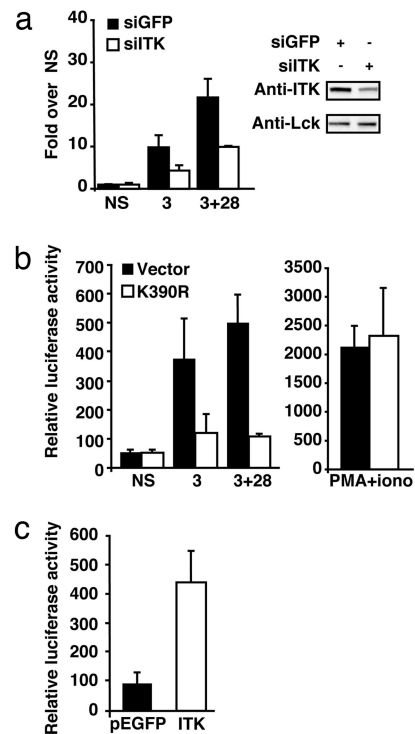 a
siGFP
siITK
Fold over NS
40
30
20
10
0
NS 3 3+28
siGFP + -
siITK - +
Anti-ITK
Anti-Lck
b
Vector
K390R
Relative luciferase activity
700
600
500
400
300
200
100
0
NS 3 3+28
3500
3000
2500
2000
1500
1000
500
0
PMA+iono
c
Relative luciferase activity
600
500
400
300
200
100
0
pEGFP ITK